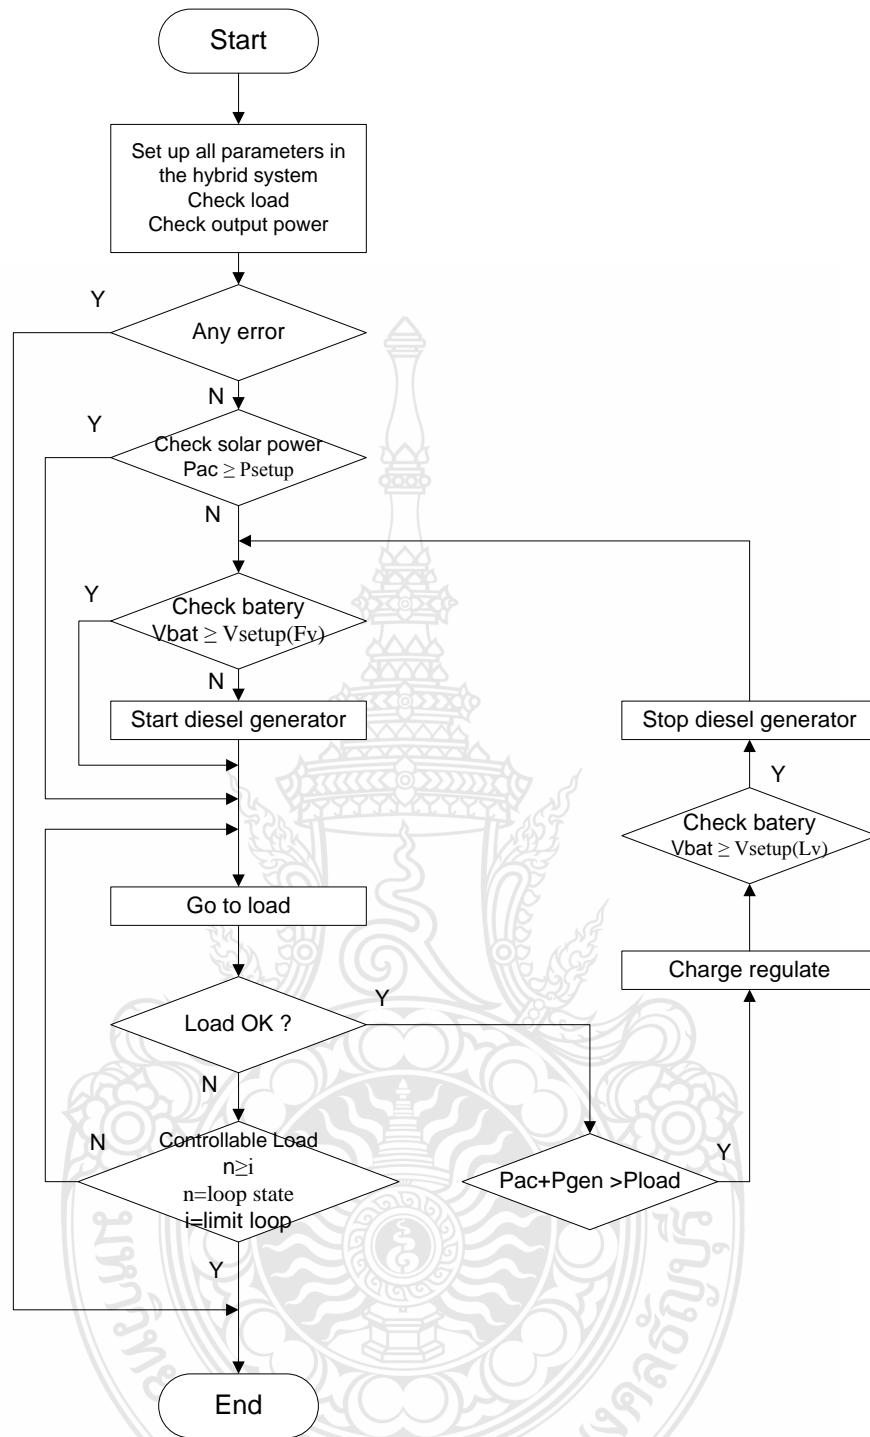 Start
Set up all parameters in
the hybrid system
Check load
Check output power
Y
Any error
N
Y
Check solar power
Pac ≥ Psetup
N
Y
Check batery
Vbat ≥ Vsetup(Fv)
N
Start diesel generator
Stop diesel generator
Y
Check batery
Vbat ≥ Vsetup(Lv)
Go to load
Charge regulate
Load OK ?
Y
N
N
Controllable Load
n≥i
n=loop state
i=limit loop
Pac+Pgen >Pload
Y
Y
End